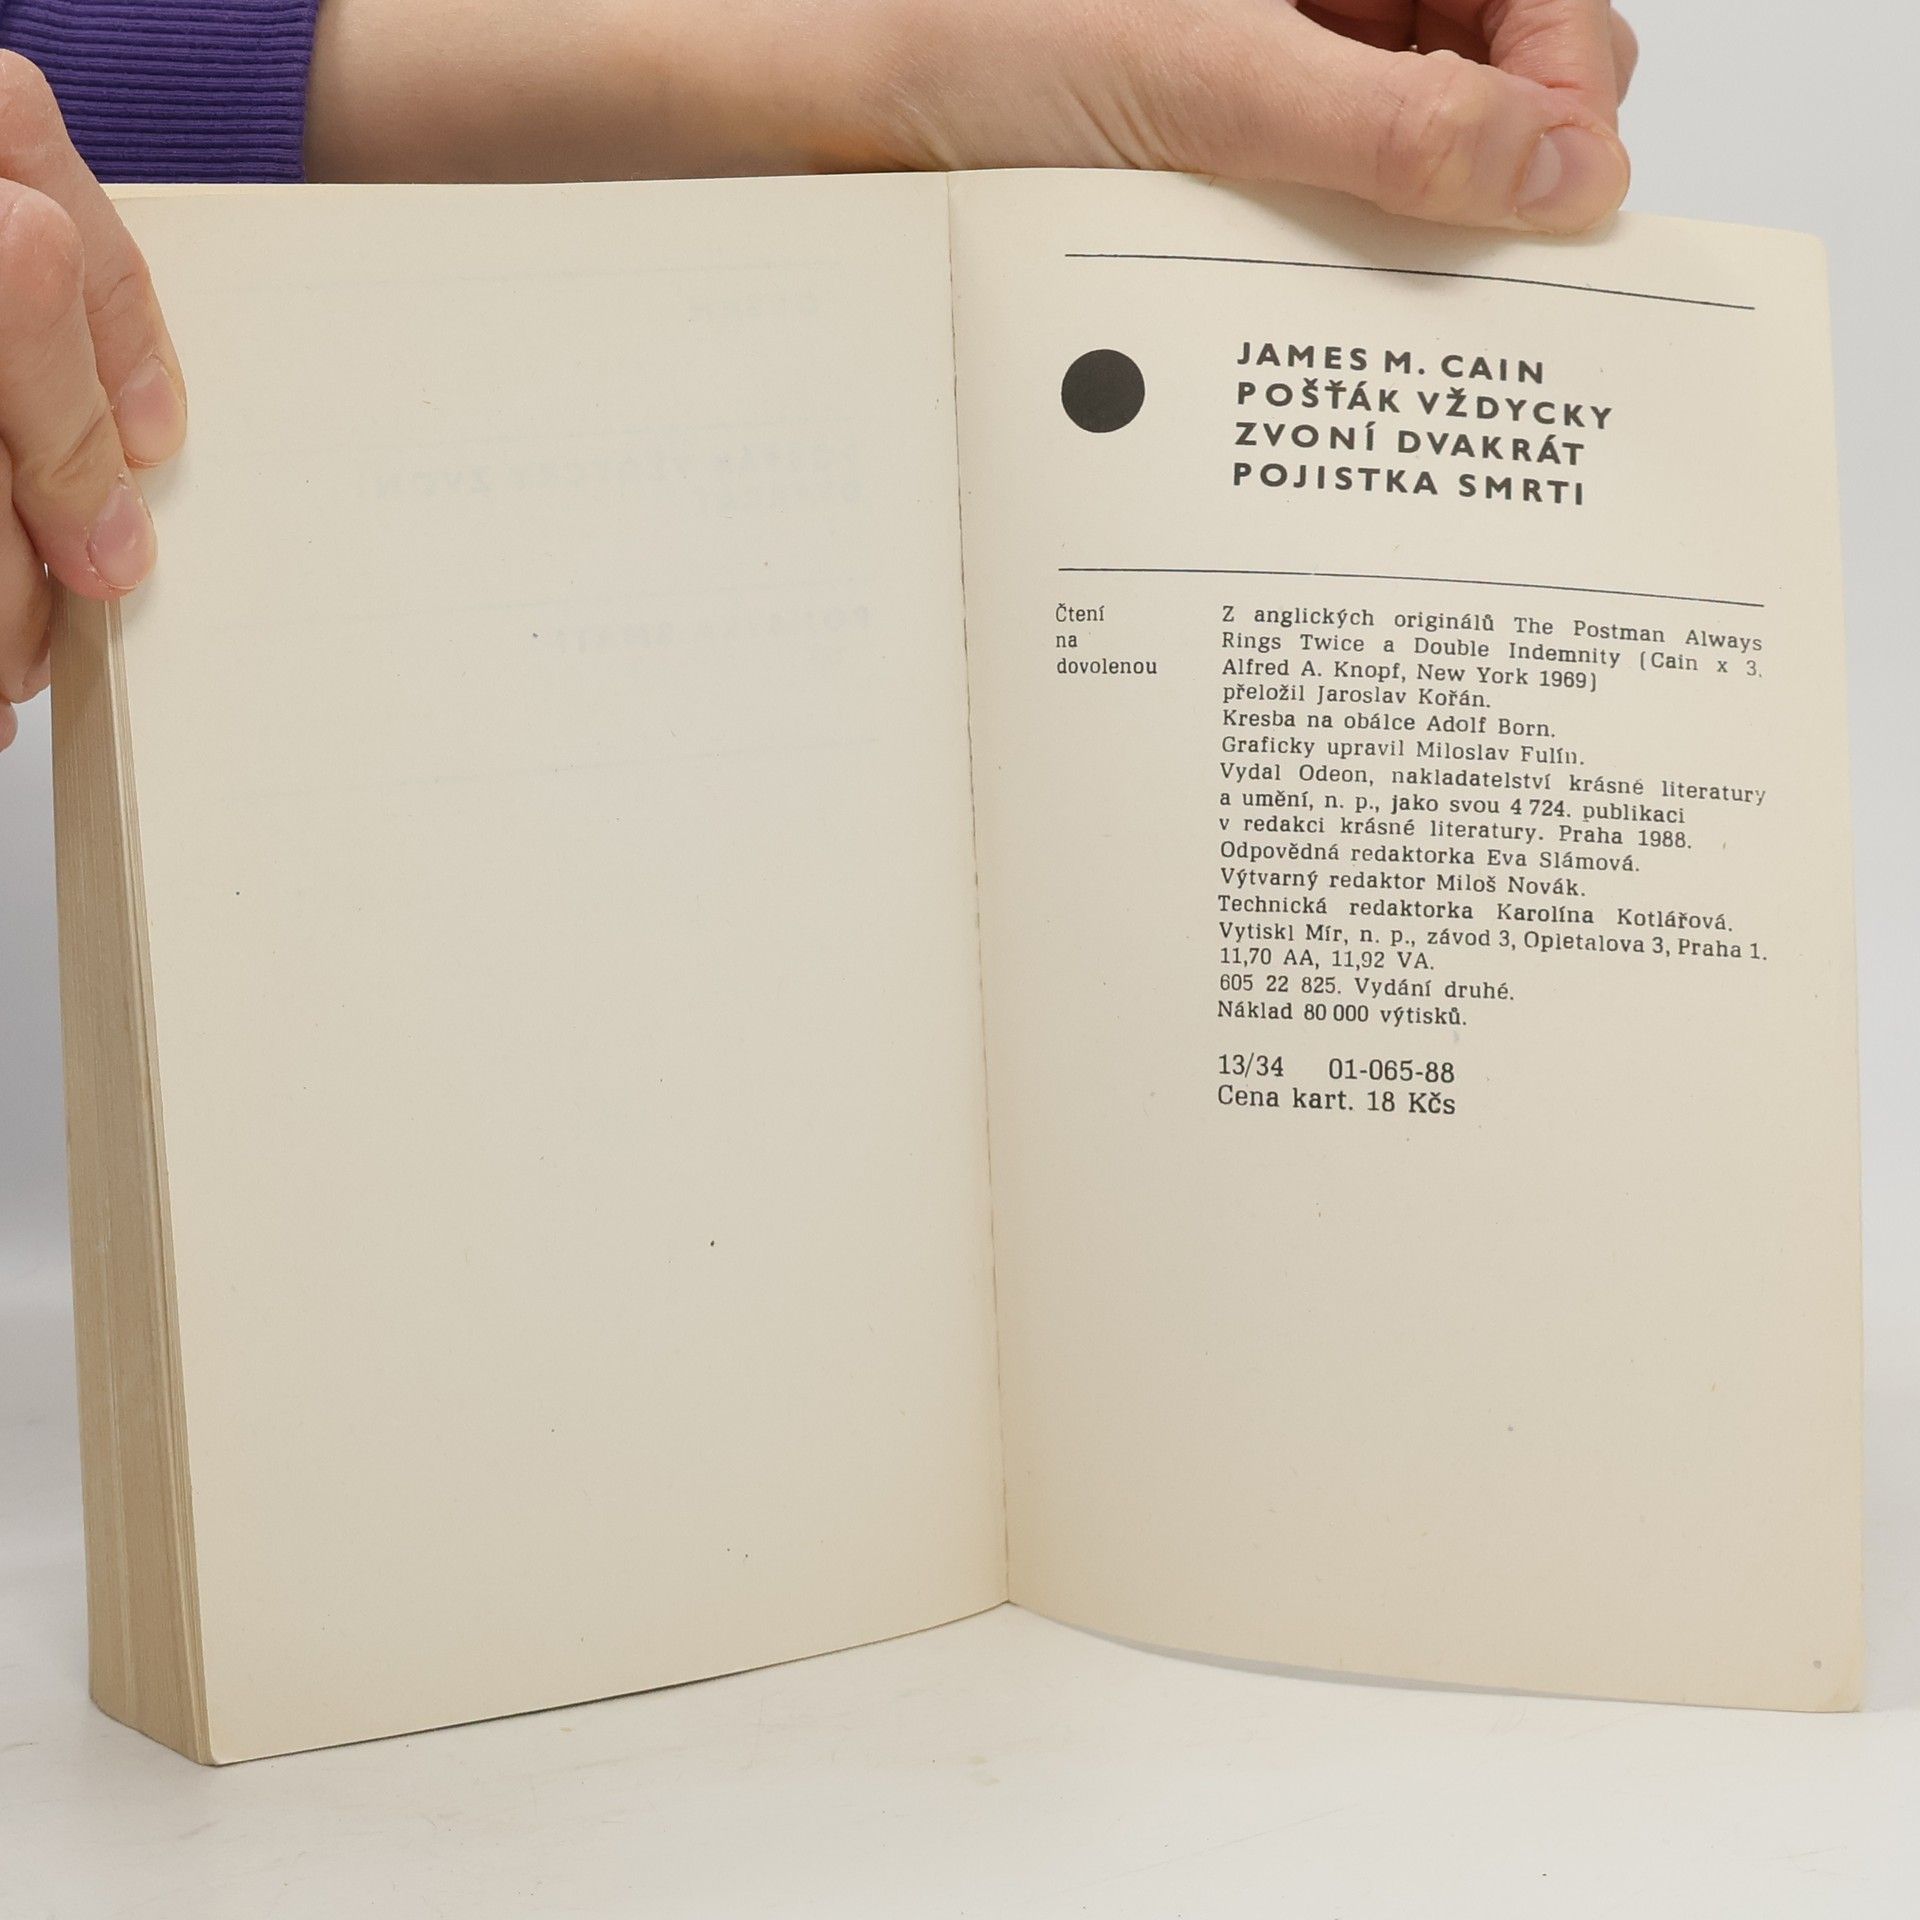 JAMES M. CAIN
POŠŤÁK VŽDYCKY
ZVONÍ DVAKRÁT
POJISTKA SMRTI
Čtení
na
dovolenou
Z anglických originálů The Postman Always
Rings Twice a Double Indemnity (Cain x 3.
Alfred A. Knopf, New York 1969)
přeložil Jaroslav Kořán.
Kresba na obálce Adolf Born.
Graficky upravil Miloslav Fulín.
Vydal Odeon, nakladatelství krásné literatury
a umění, n. p., jako svou 4 724. publikaci
v redakci krásné literatury. Praha 1988.
Odpovědná redaktorka Eva Slámová.
Výtvarný redaktor Miloš Novák.
Technická redaktorka Karolína Kotlářová.
Vytiskl Mír, n. p., závod 3, Opletalova 3, Praha 1.
11,70 AA, 11,92 VA.
605 22 825. Vydání druhé.
Náklad 80 000 výtisků.
13/34 01-065-88
Cena kart. 18 Kčs